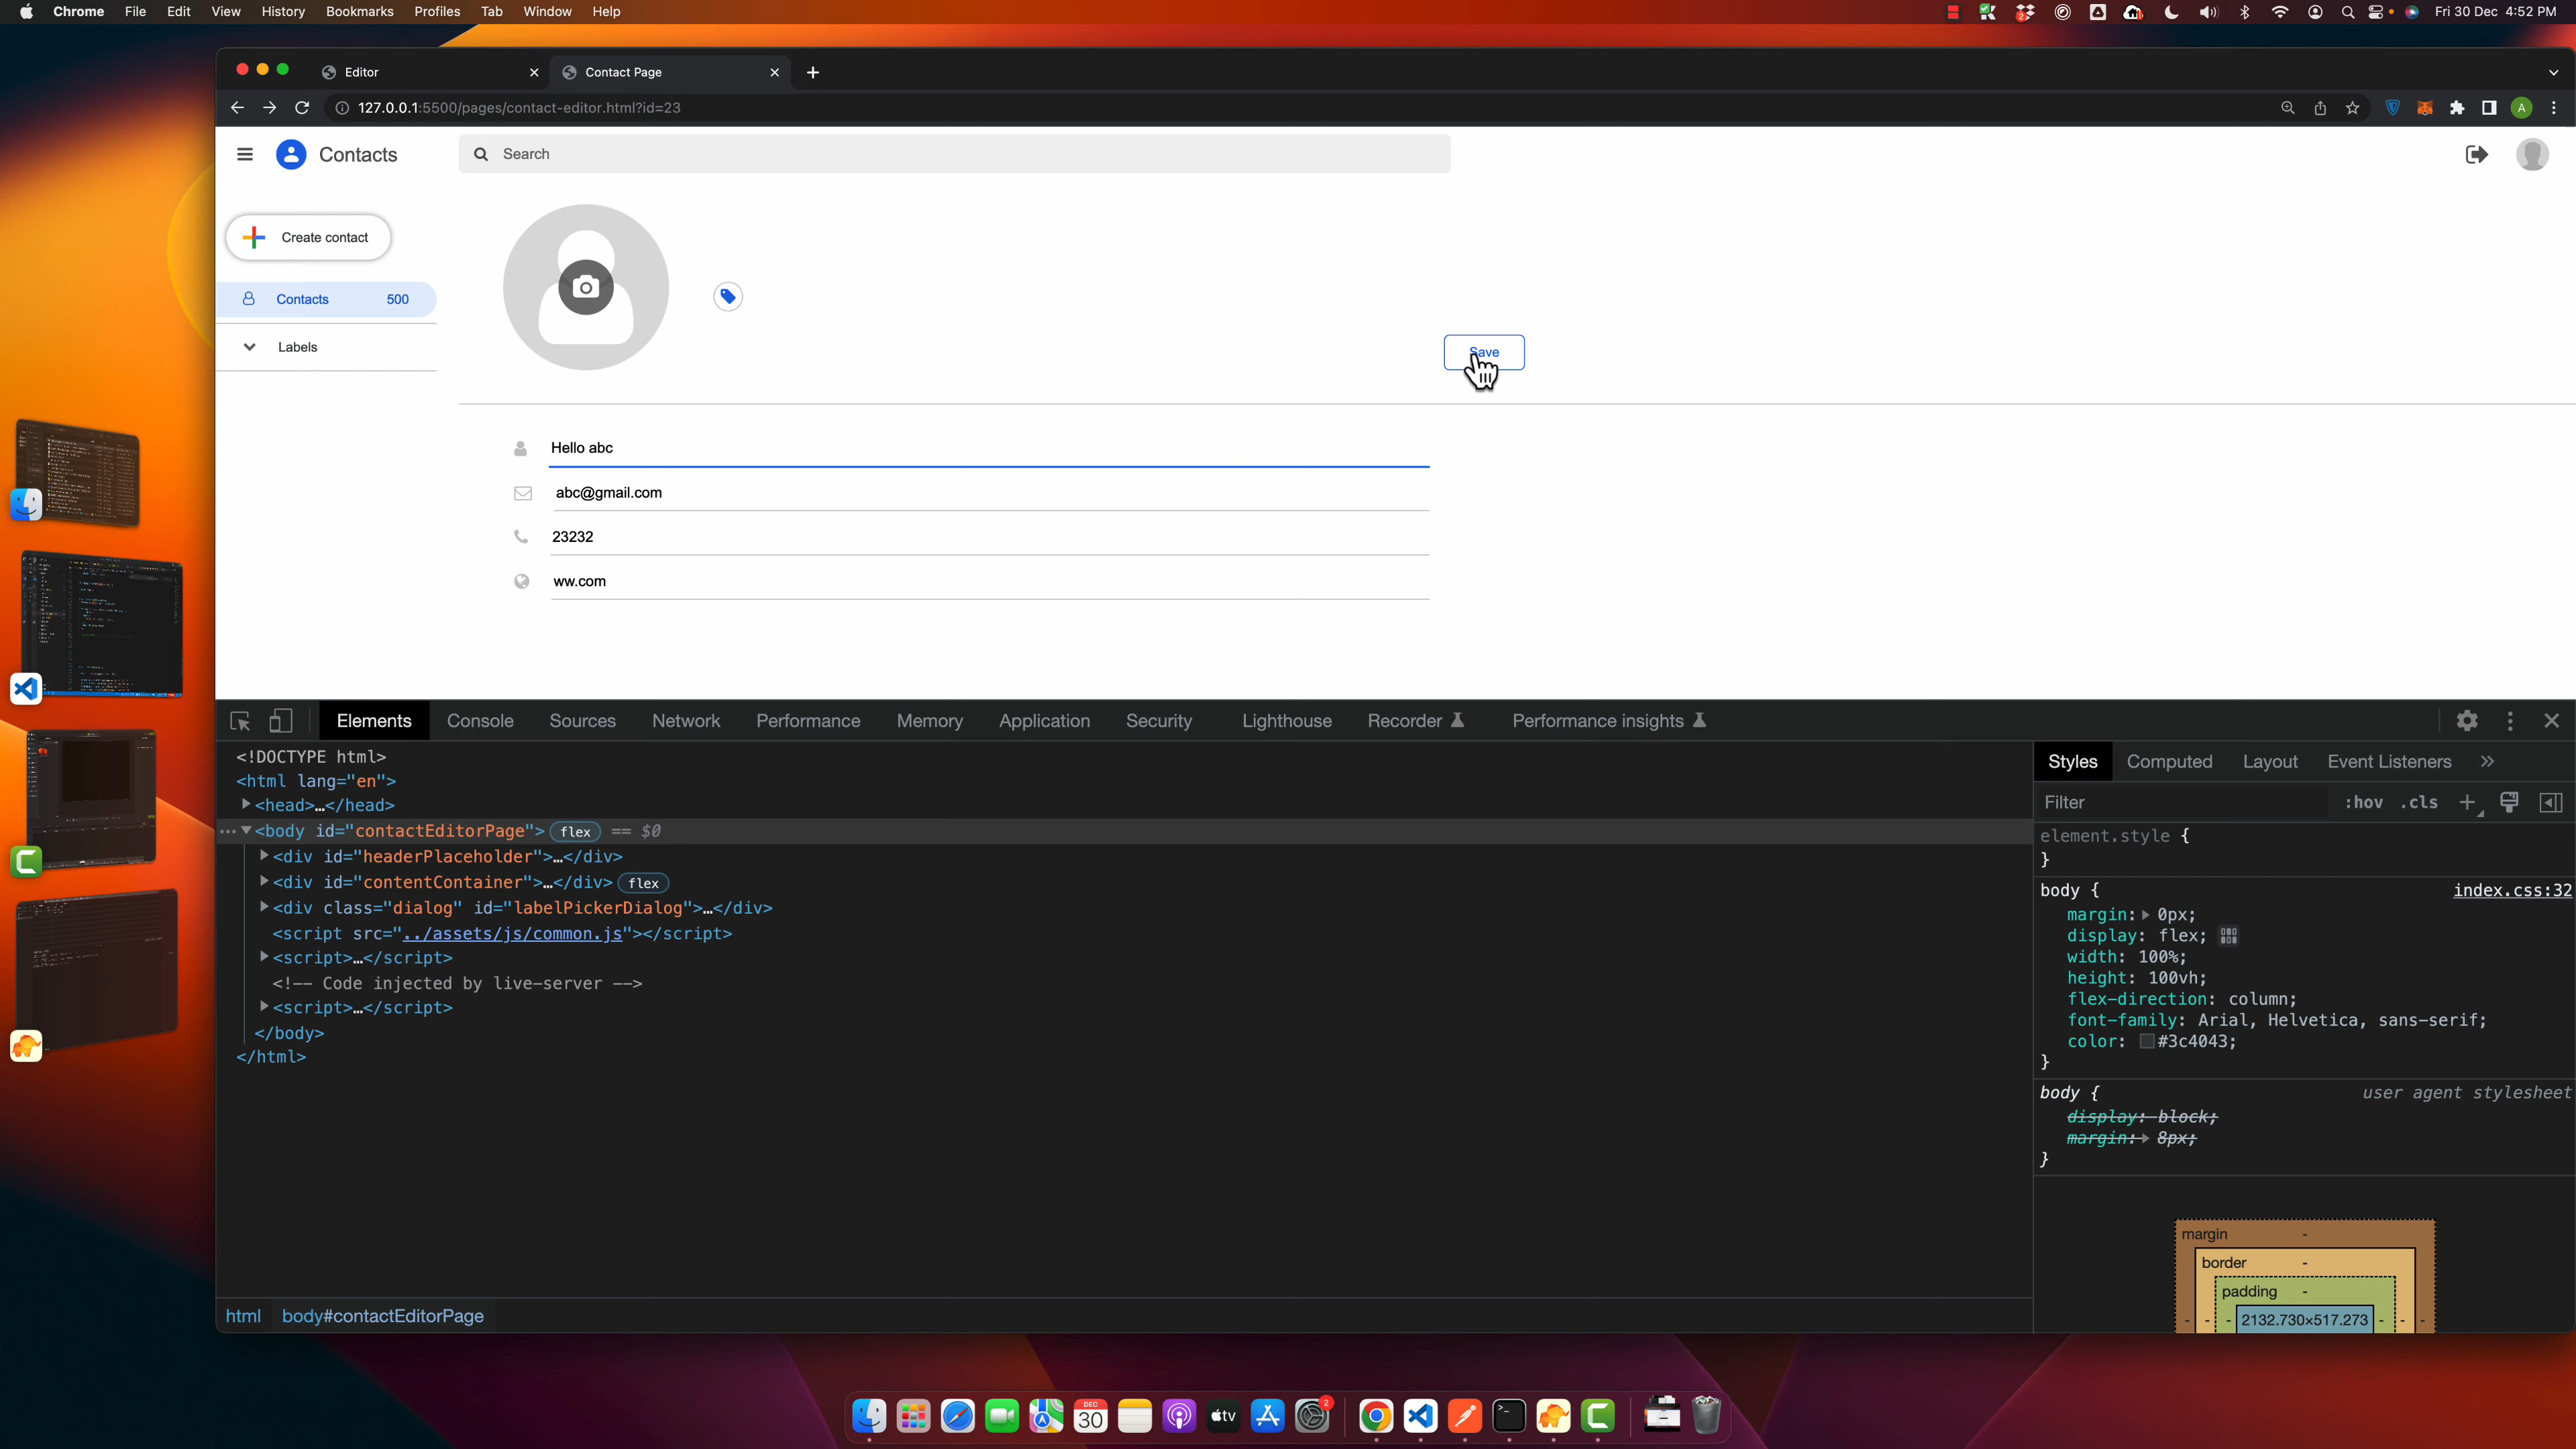 Chrome File Edit View History Bookmarks Profiles Tab Window Help
2
Fri 30 Dec 4:52 PM
Editor
Contact Page
127.0.0.1:5500/pages/contact-editor.html?id=23
A
Contacts
Search
Create contact
Contacts 500
Labels
Save
Hello abc
abc@gmail.com
23232
ww.com
Elements Console Sources Network Performance Memory Application Security Lighthouse Recorder Performance insights
<!DOCTYPE html>
<html lang="en">
<head>…</head>
<body id="contactEditorPage"> flex == $0
<div id="headerPlaceholder">…</div>
<div id="contentContainer">…</div> flex
<div class="dialog" id="labelPickerDialog">…</div>
<script src="../assets/js/common.js"></script>
<script>…</script>
<!-- Code injected by live-server -->
<script>…</script>
</body>
</html>
html body#contactEditorPage
Styles Computed Layout Event Listeners »
Filter :hov .cls
element.style {
}
body { index.css:32
margin: 0px;
display: flex;
width: 100%;
height: 100vh;
flex-direction: column;
font-family: Arial, Helvetica, sans-serif;
color: #3c4043;
}
body { user agent stylesheet
display: block;
margin: 8px;
}
margin -
border -
padding -
- - - 2132.730×517.273 - - -
DEC
30
tv
2